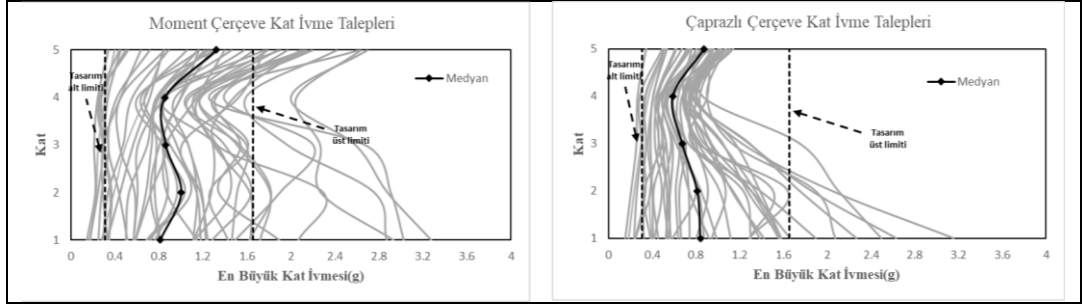 Moment Çerçeve Kat İvme Talepleri
5
4
3
2
1
Kat
Tasarım
alt limiti
Medyan
Tasarım
üst limiti
0 0.4 0.8 1.2 1.6 2 2.4 2.8 3.2 3.6 4
En Büyük Kat İvmesi(g)
Çaprazlı Çerçeve Kat İvme Talepleri
5
4
3
2
1
Kat
Tasarım
alt limiti
Medyan
Tasarım
üst limiti
0 0.4 0.8 1.2 1.6 2 2.4 2.8 3.2 3.6 4
En Büyük Kat İvmesi(g)